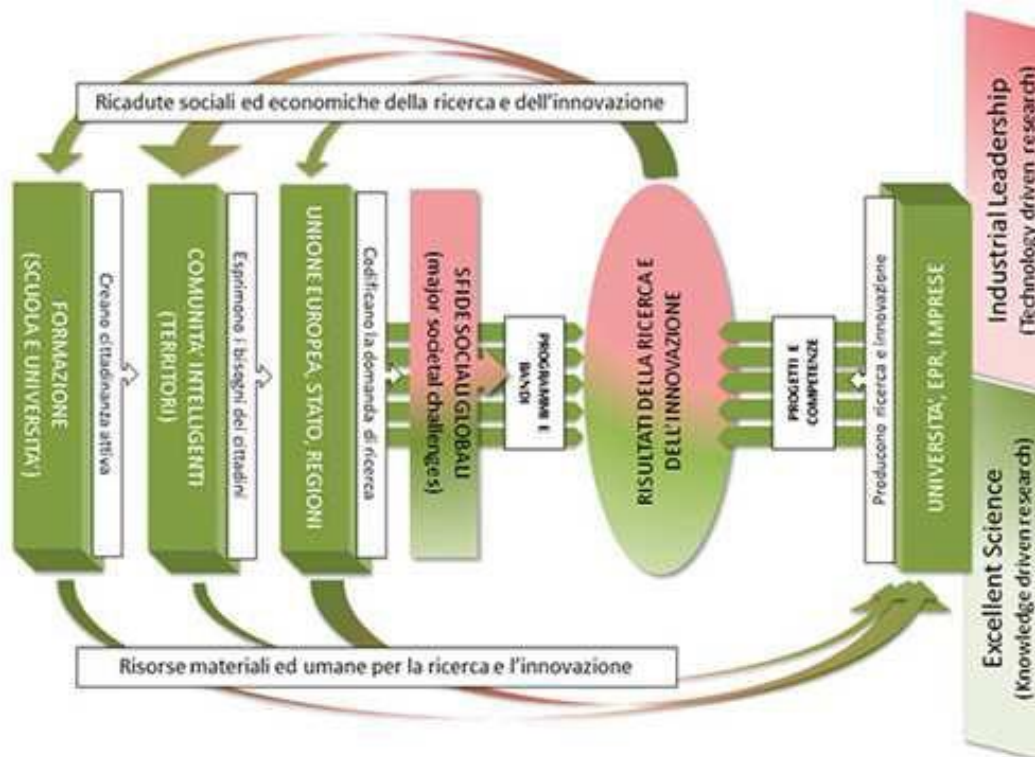 Ricadute sociali ed economiche della ricerca e dell'innovazione
FORMAZIONE
(SCUOLA E UNIVERSITA')
Creano cittadinanza attiva
COMUNITA' INTELLIGENTI
(TERRITORI)
Esprimono i bisogni dei cittadini
UNIONE EUROPEA, STATO, REGIONI
Codificano la domanda di ricerca
SFIDE SOCIALI GLOBALI
(major societal challenges)
PROGRAMMI E
BANDI
RISULTATI DELLA RICERCA E
DELL'INNOVAZIONE
PROGETTI E
COMPETENZE
Producono ricerca e innovazione
UNIVERSITA', EPR, IMPRESE
Industrial Leadership
(Technology driven research)
Excellent Science
(Knowledge driven research)
Risorse materiali ed umane per la ricerca e l'innovazione